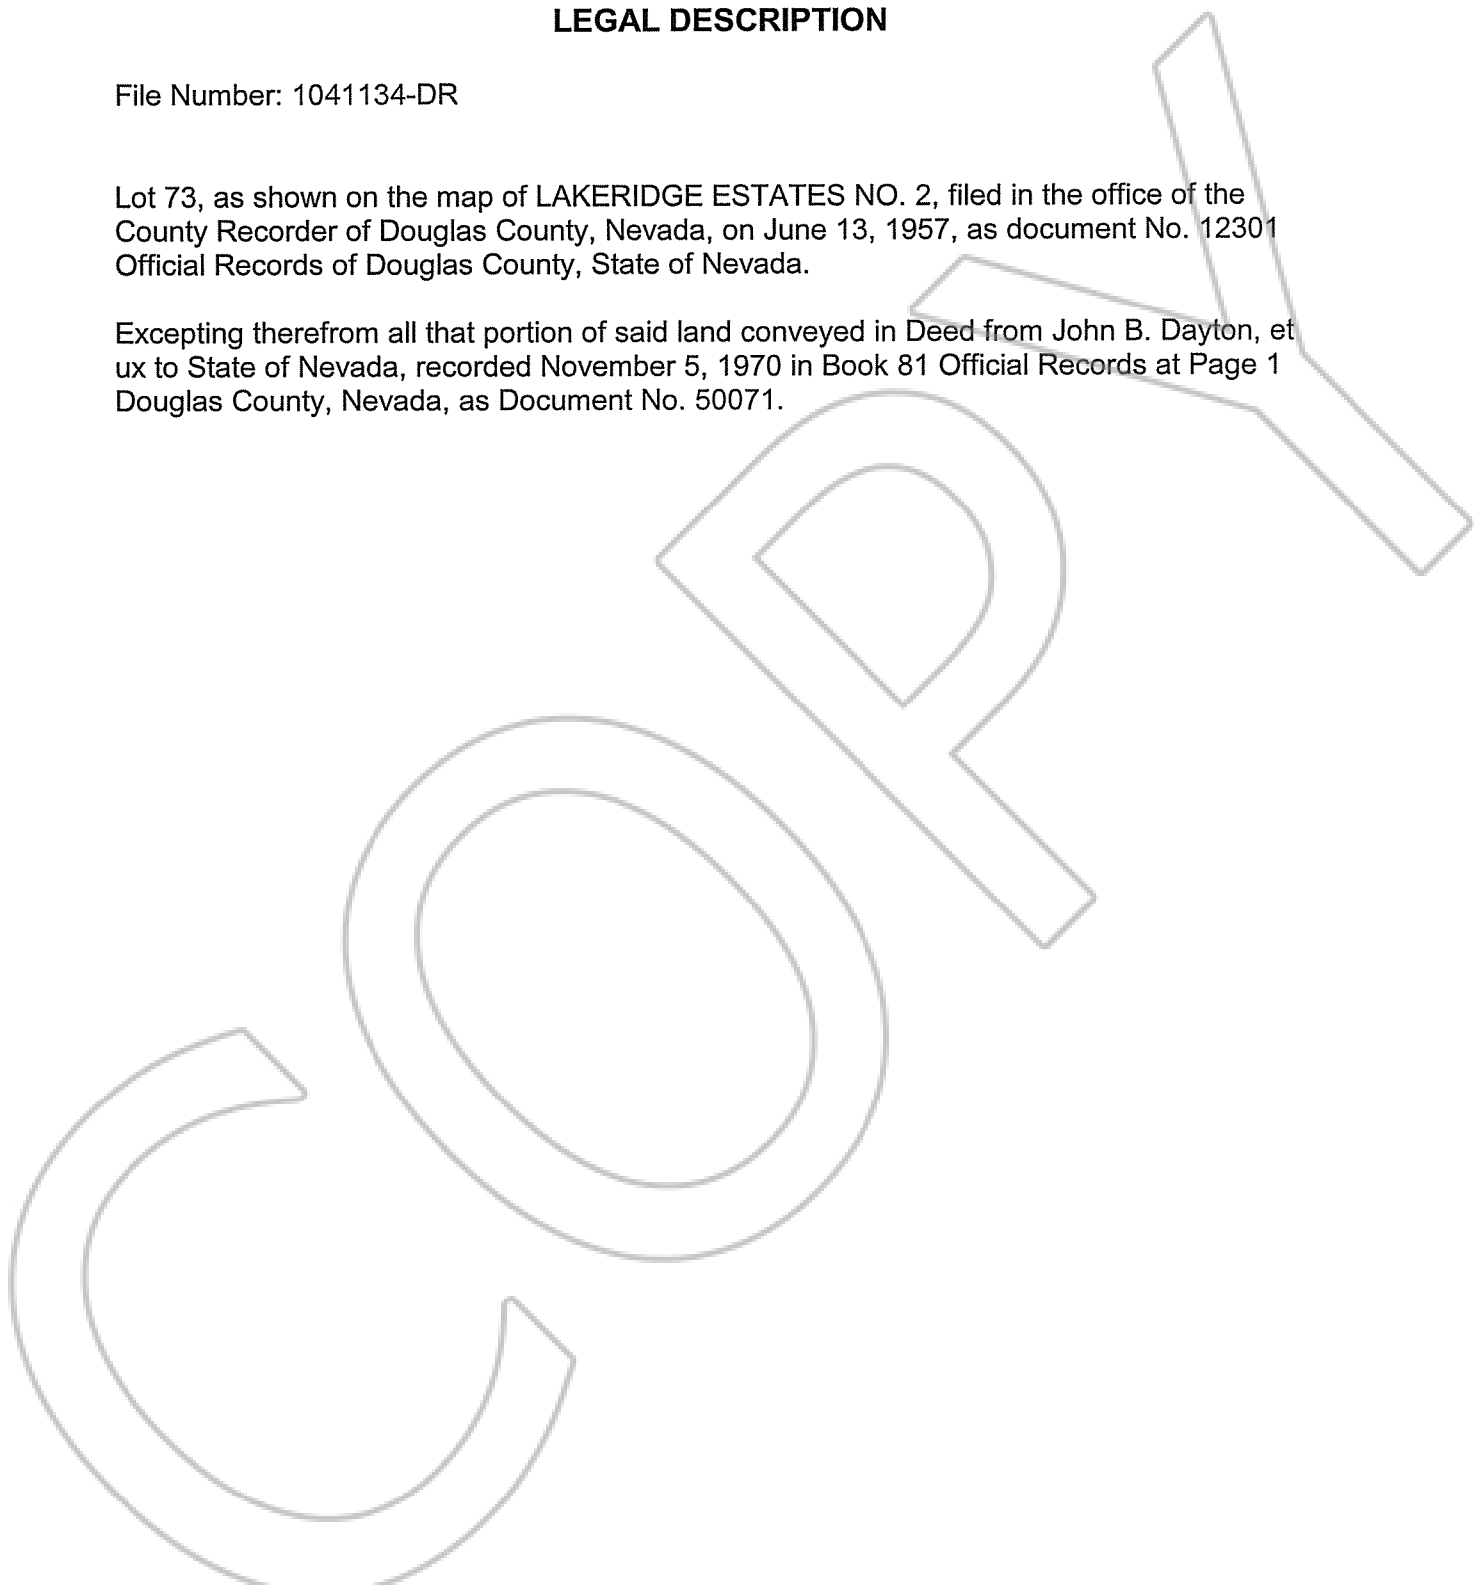 LEGAL DESCRIPTION
File Number: 1041134-DR
Lot 73, as shown on the map of LAKERIDGE ESTATES NO. 2, filed in the office of the
County Recorder of Douglas County, Nevada, on June 13, 1957, as document No. 12301
Official Records of Douglas County, State of Nevada.
Excepting therefrom all that portion of said land conveyed in Deed from John B. Dayton, et
ux to State of Nevada, recorded November 5, 1970 in Book 81 Official Records at Page 1
Douglas County, Nevada, as Document No. 50071.
COPY